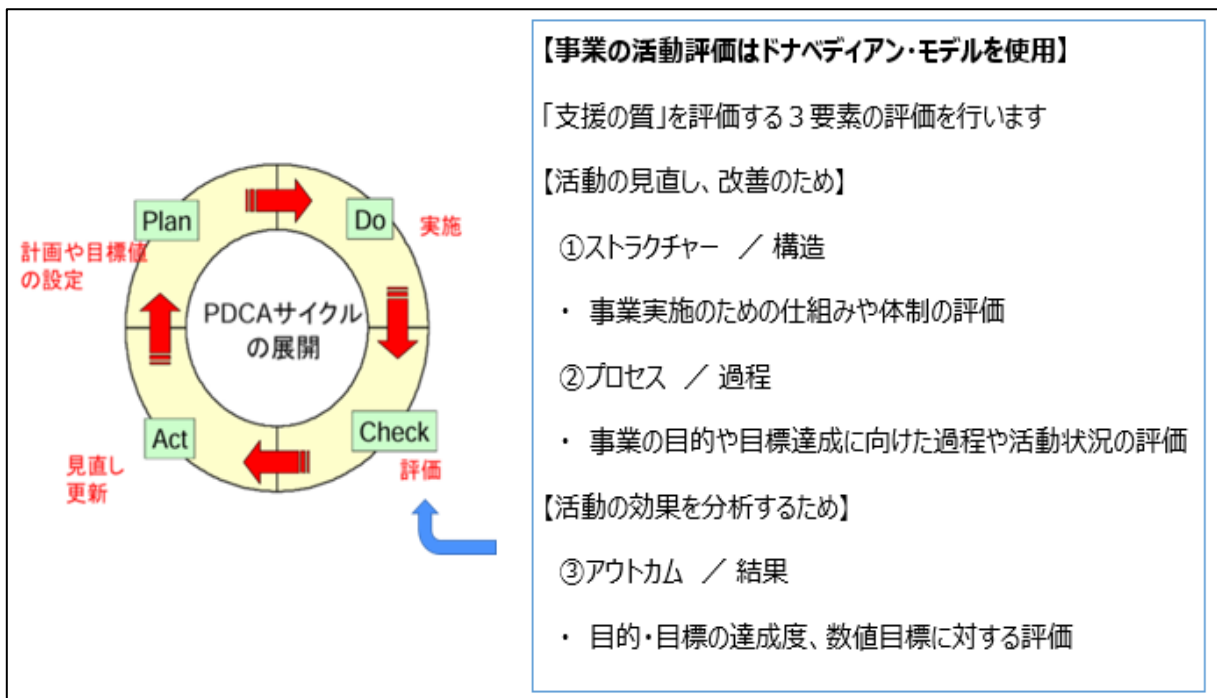 Plan
計画や目標値
の設定
Do
実施
PDCAサイクル
の展開
Act
見直し
更新
Check
評価
【事業の活動評価はドナベディアン・モデルを使用】
「支援の質」を評価する3要素の評価を行います
【活動の見直し、改善のため】
①ストラクチャー ／ 構造
・ 事業実施のための仕組みや体制の評価
②プロセス ／ 過程
・ 事業の目的や目標達成に向けた過程や活動状況の評価
【活動の効果を分析するため】
③アウトカム ／ 結果
・ 目的・目標の達成度、数値目標に対する評価